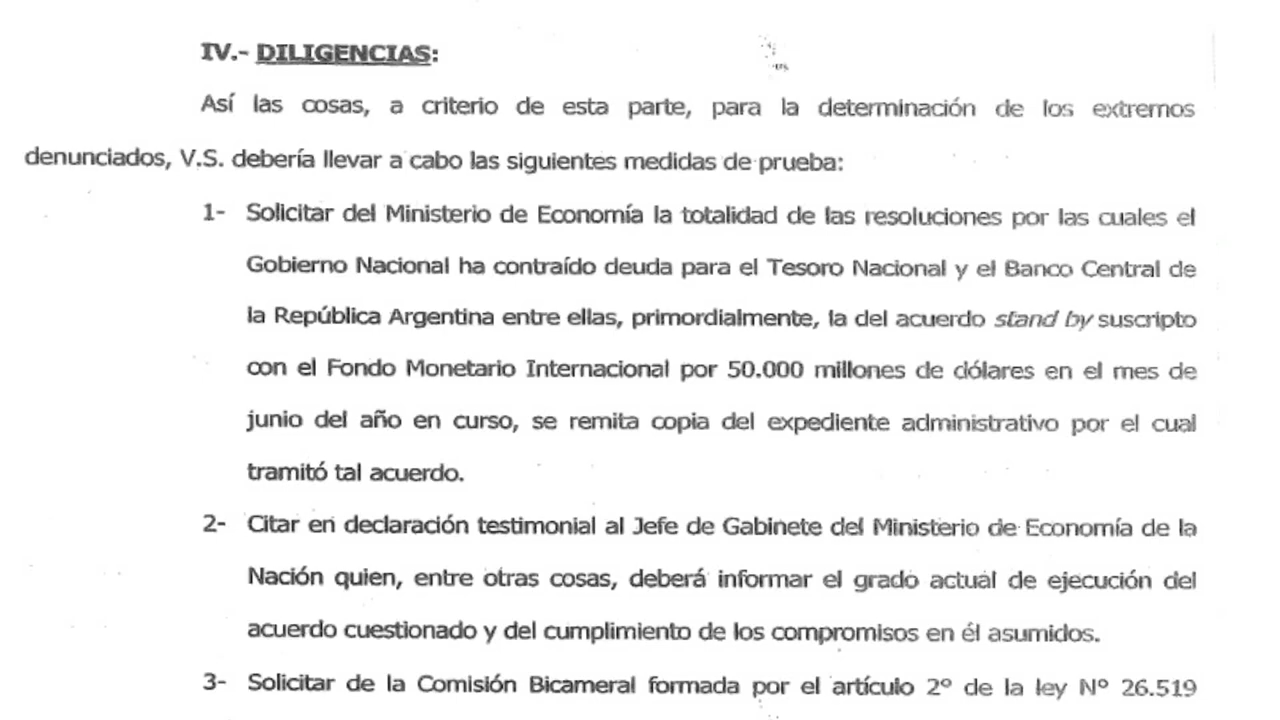 IV.- DILIGENCIAS:
Así las cosas, a criterio de esta parte, para la determinación de los extremos
denunciados, V.S. debería llevar a cabo las siguientes medidas de prueba:
1- Solicitar del Ministerio de Economía la totalidad de las resoluciones por las cuales el
Gobierno Nacional ha contraído deuda para el Tesoro Nacional y el Banco Central de
la República Argentina entre ellas, primordialmente, la del acuerdo stand by suscripto
con el Fondo Monetario Internacional por 50.000 millones de dólares en el mes de
junio del año en curso, se remita copia del expediente administrativo por el cual
tramitó tal acuerdo.
2- Citar en declaración testimonial al Jefe de Gabinete del Ministerio de Economía de la
Nación quien, entre otras cosas, deberá informar el grado actual de ejecución del
acuerdo cuestionado y del cumplimiento de los compromisos en él asumidos.
3- Solicitar de la Comisión Bicameral formada por el artículo 2º de la ley Nº 26.519